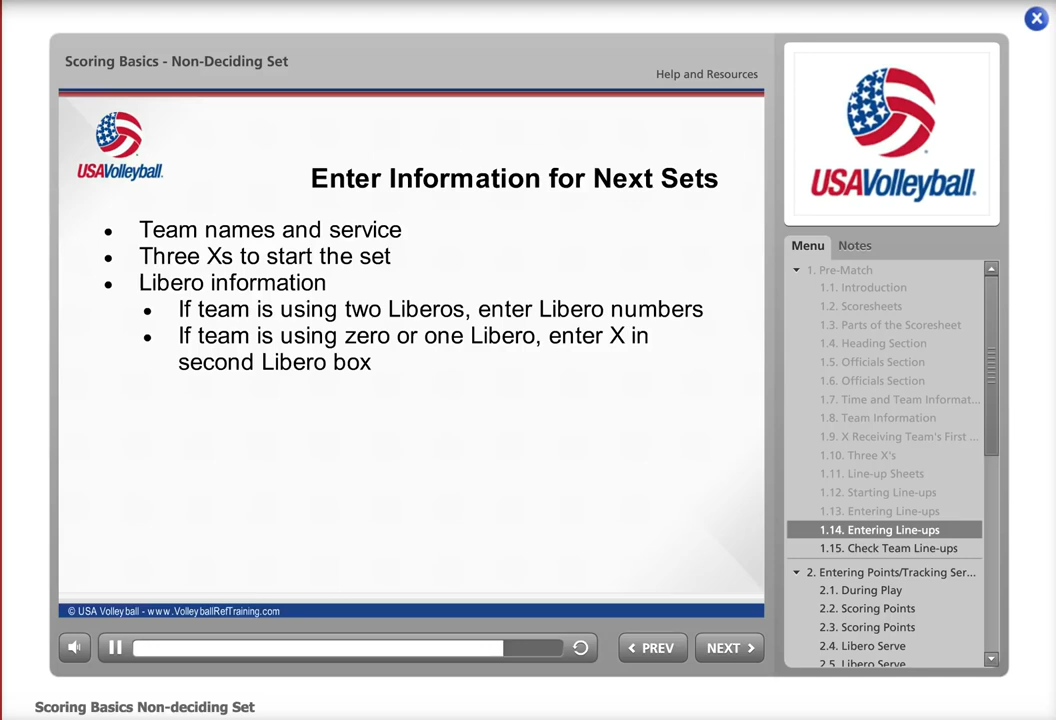 Scoring Basics - Non-Deciding Set
Help and Resources
USAVolleyball.
Enter Information for Next Sets
• Team names and service
• Three Xs to start the set
• Libero information
• If team is using two Liberos, enter Libero numbers
• If team is using zero or one Libero, enter X in
second Libero box
© USA Volleyball - www.VolleyballRefTraining.com
PREV
NEXT
USAVolleyball.
Menu Notes
1. Pre-Match
1.1. Introduction
1.2. Scoresheets
1.3. Parts of the Scoresheet
1.4. Heading Section
1.5. Officials Section
1.6. Officials Section
1.7. Time and Team Informat...
1.8. Team Information
1.9. X Receiving Team's First ...
1.10. Three X's
1.11. Line-up Sheets
1.12. Starting Line-ups
1.13. Entering Line-ups
1.14. Entering Line-ups
1.15. Check Team Line-ups
2. Entering Points/Tracking Ser...
2.1. During Play
2.2. Scoring Points
2.3. Scoring Points
2.4. Libero Serve
2.5. Libero Serve
Scoring Basics Non-deciding Set